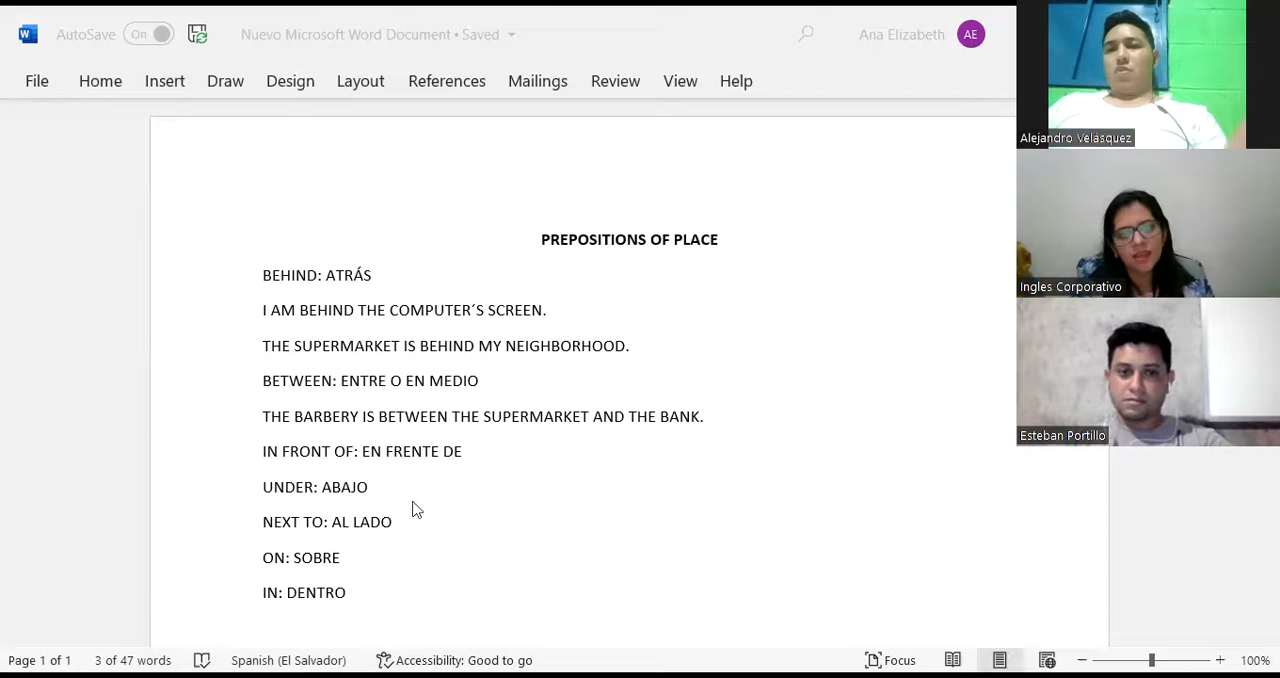 AutoSave On Nuevo Microsoft Word Document • Saved Ana Elizabeth AE
File Home Insert Draw Design Layout References Mailings Review View Help
Alejandro Velásquez
Ingles Corporativo
Esteban Portillo
PREPOSITIONS OF PLACE
BEHIND: ATRÁS
I AM BEHIND THE COMPUTER´S SCREEN.
THE SUPERMARKET IS BEHIND MY NEIGHBORHOOD.
BETWEEN: ENTRE O EN MEDIO
THE BARBERY IS BETWEEN THE SUPERMARKET AND THE BANK.
IN FRONT OF: EN FRENTE DE
UNDER: ABAJO
NEXT TO: AL LADO
ON: SOBRE
IN: DENTRO
Page 1 of 1 3 of 47 words Spanish (El Salvador) Accessibility: Good to go Focus 100%